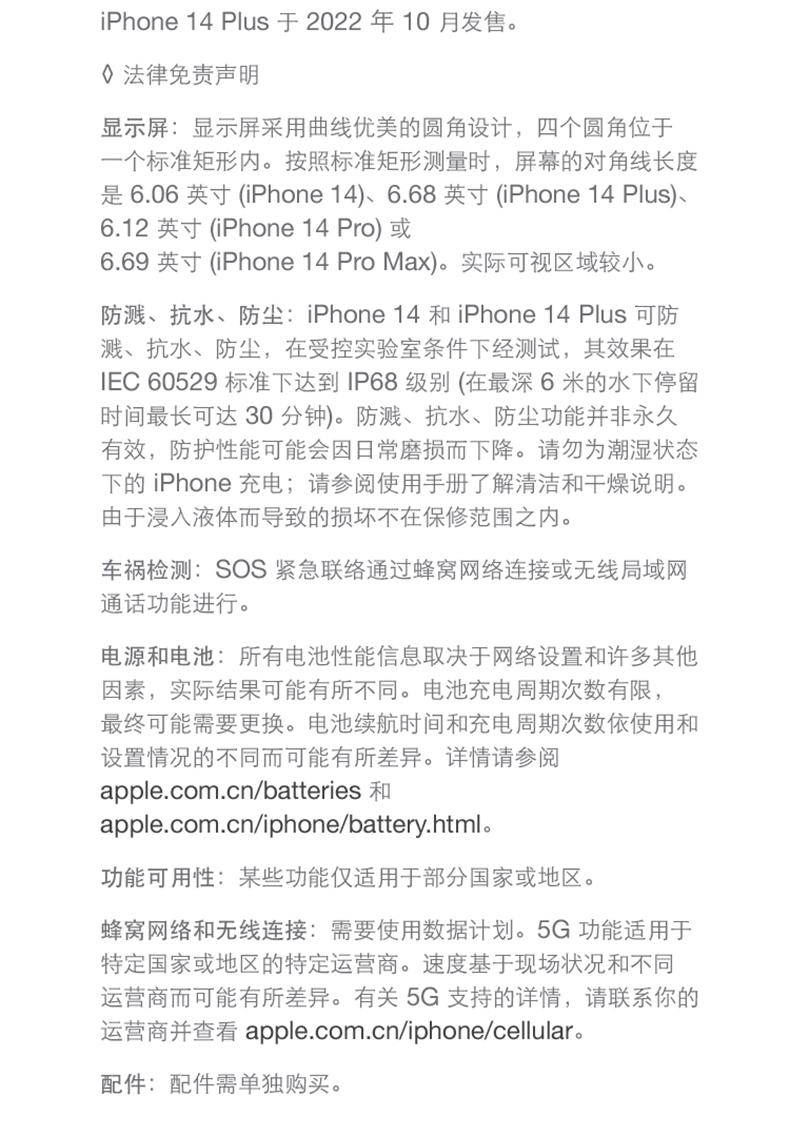 iPhone 14 Plus 于 2022 年 10 月发售。
◊ 法律免责声明
显示屏：显示屏采用曲线优美的圆角设计，四个圆角位于
一个标准矩形内。按照标准矩形测量时，屏幕的对角线长度
是 6.06 英寸 (iPhone 14)、6.68 英寸 (iPhone 14 Plus)、
6.12 英寸 (iPhone 14 Pro) 或
6.69 英寸 (iPhone 14 Pro Max)。实际可视区域较小。
防溅、抗水、防尘：iPhone 14 和 iPhone 14 Plus 可防
溅、抗水、防尘，在受控实验室条件下经测试，其效果在
IEC 60529 标准下达到 IP68 级别 (在最深 6 米的水下停留
时间最长可达 30 分钟)。防溅、抗水、防尘功能并非永久
有效，防护性能可能会因日常磨损而下降。请勿为潮湿状态
下的 iPhone 充电；请参阅使用手册了解清洁和干燥说明。
由于浸入液体而导致的损坏不在保修范围之内。
车祸检测：SOS 紧急联络通过蜂窝网络连接或无线局域网
通话功能进行。
电源和电池：所有电池性能信息取决于网络设置和许多其他
因素，实际结果可能有所不同。电池充电周期次数有限，
最终可能需要更换。电池续航时间和充电周期次数依使用和
设置情况的不同而可能有所差异。详情请参阅
apple.com.cn/batteries 和
apple.com.cn/iphone/battery.html。
功能可用性：某些功能仅适用于部分国家或地区。
蜂窝网络和无线连接：需要使用数据计划。5G 功能适用于
特定国家或地区的特定运营商。速度基于现场状况和不同
运营商而可能有所差异。有关 5G 支持的详情，请联系你的
运营商并查看 apple.com.cn/iphone/cellular。
配件：配件需单独购买。